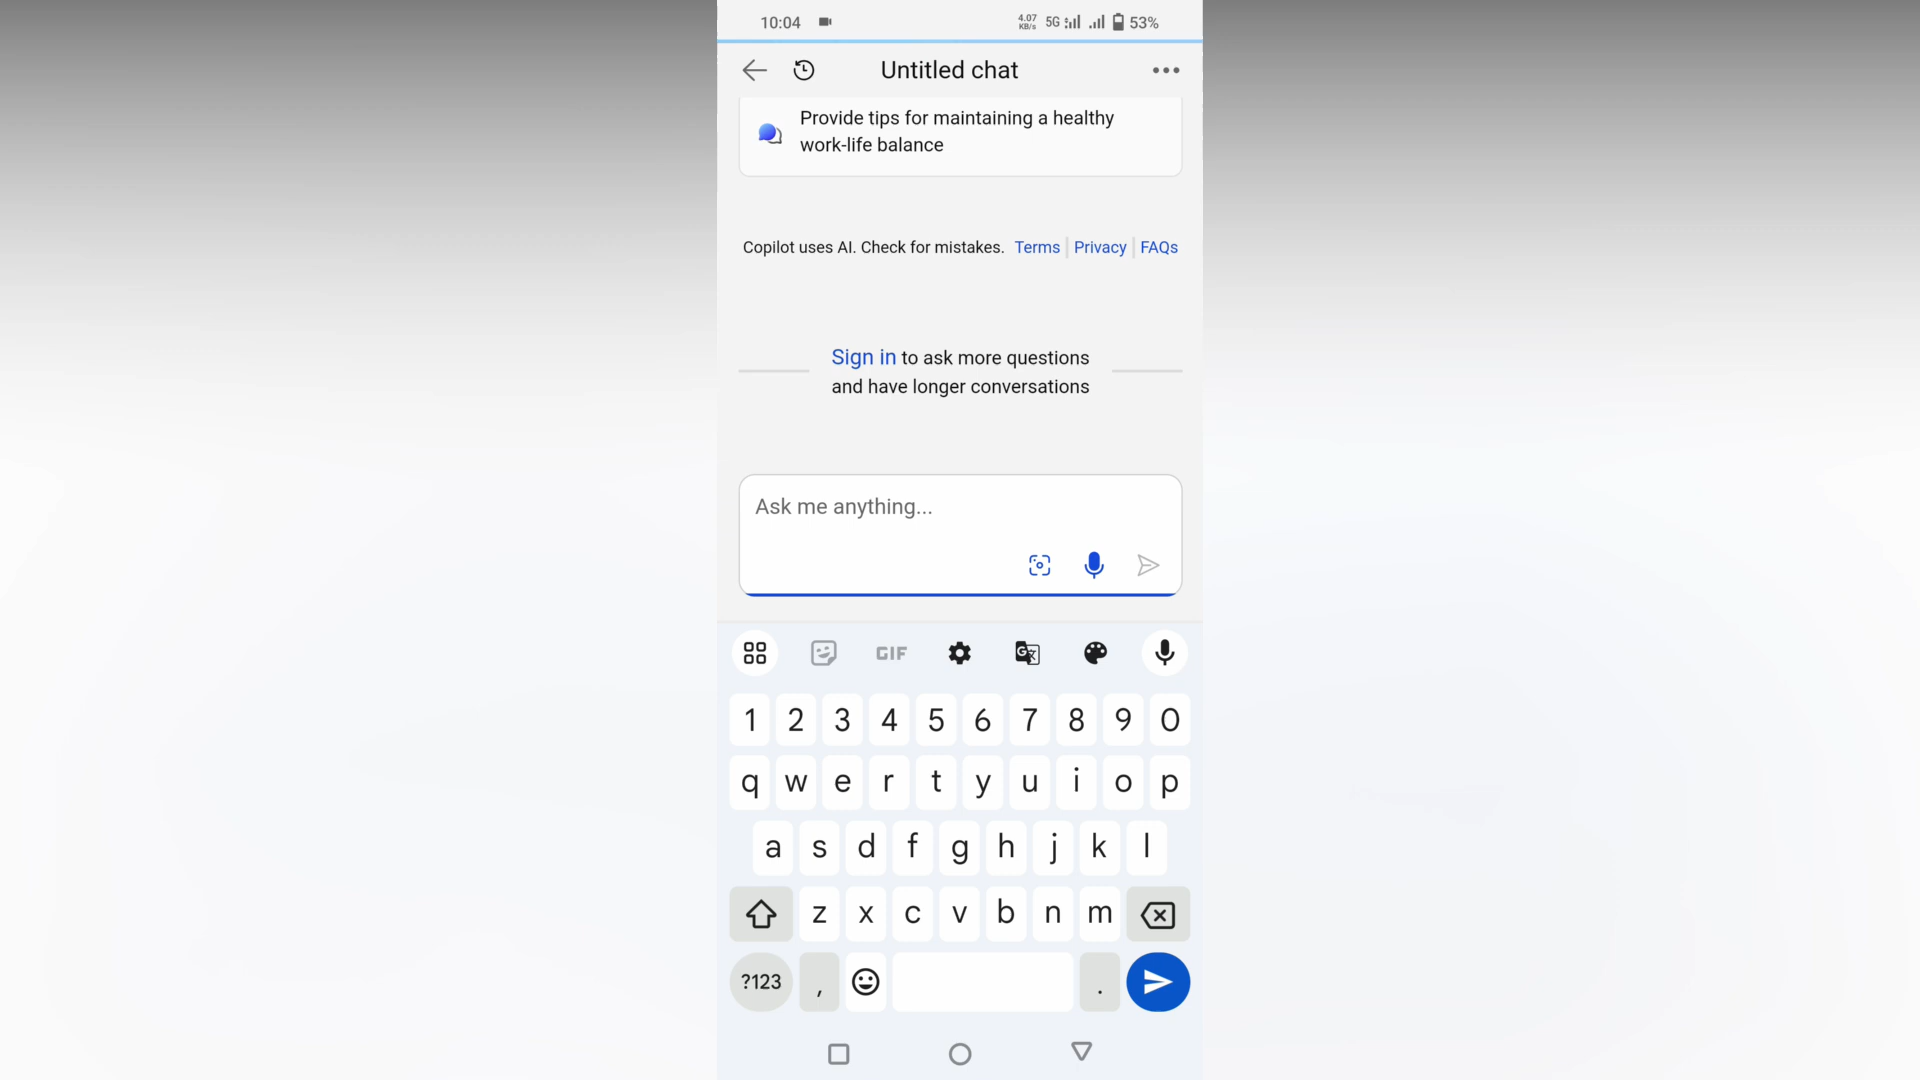 10:04 4.07 KB/s 5G 53%
Untitled chat
Provide tips for maintaining a healthy
work-life balance
Copilot uses AI. Check for mistakes. Terms Privacy FAQs
Sign in to ask more questions
and have longer conversations
Ask me anything...
GIF G
1 2 3 4 5 6 7 8 9 0
q w e r t y u i o p
a s d f g h j k l
z x c v b n m
?123 , .